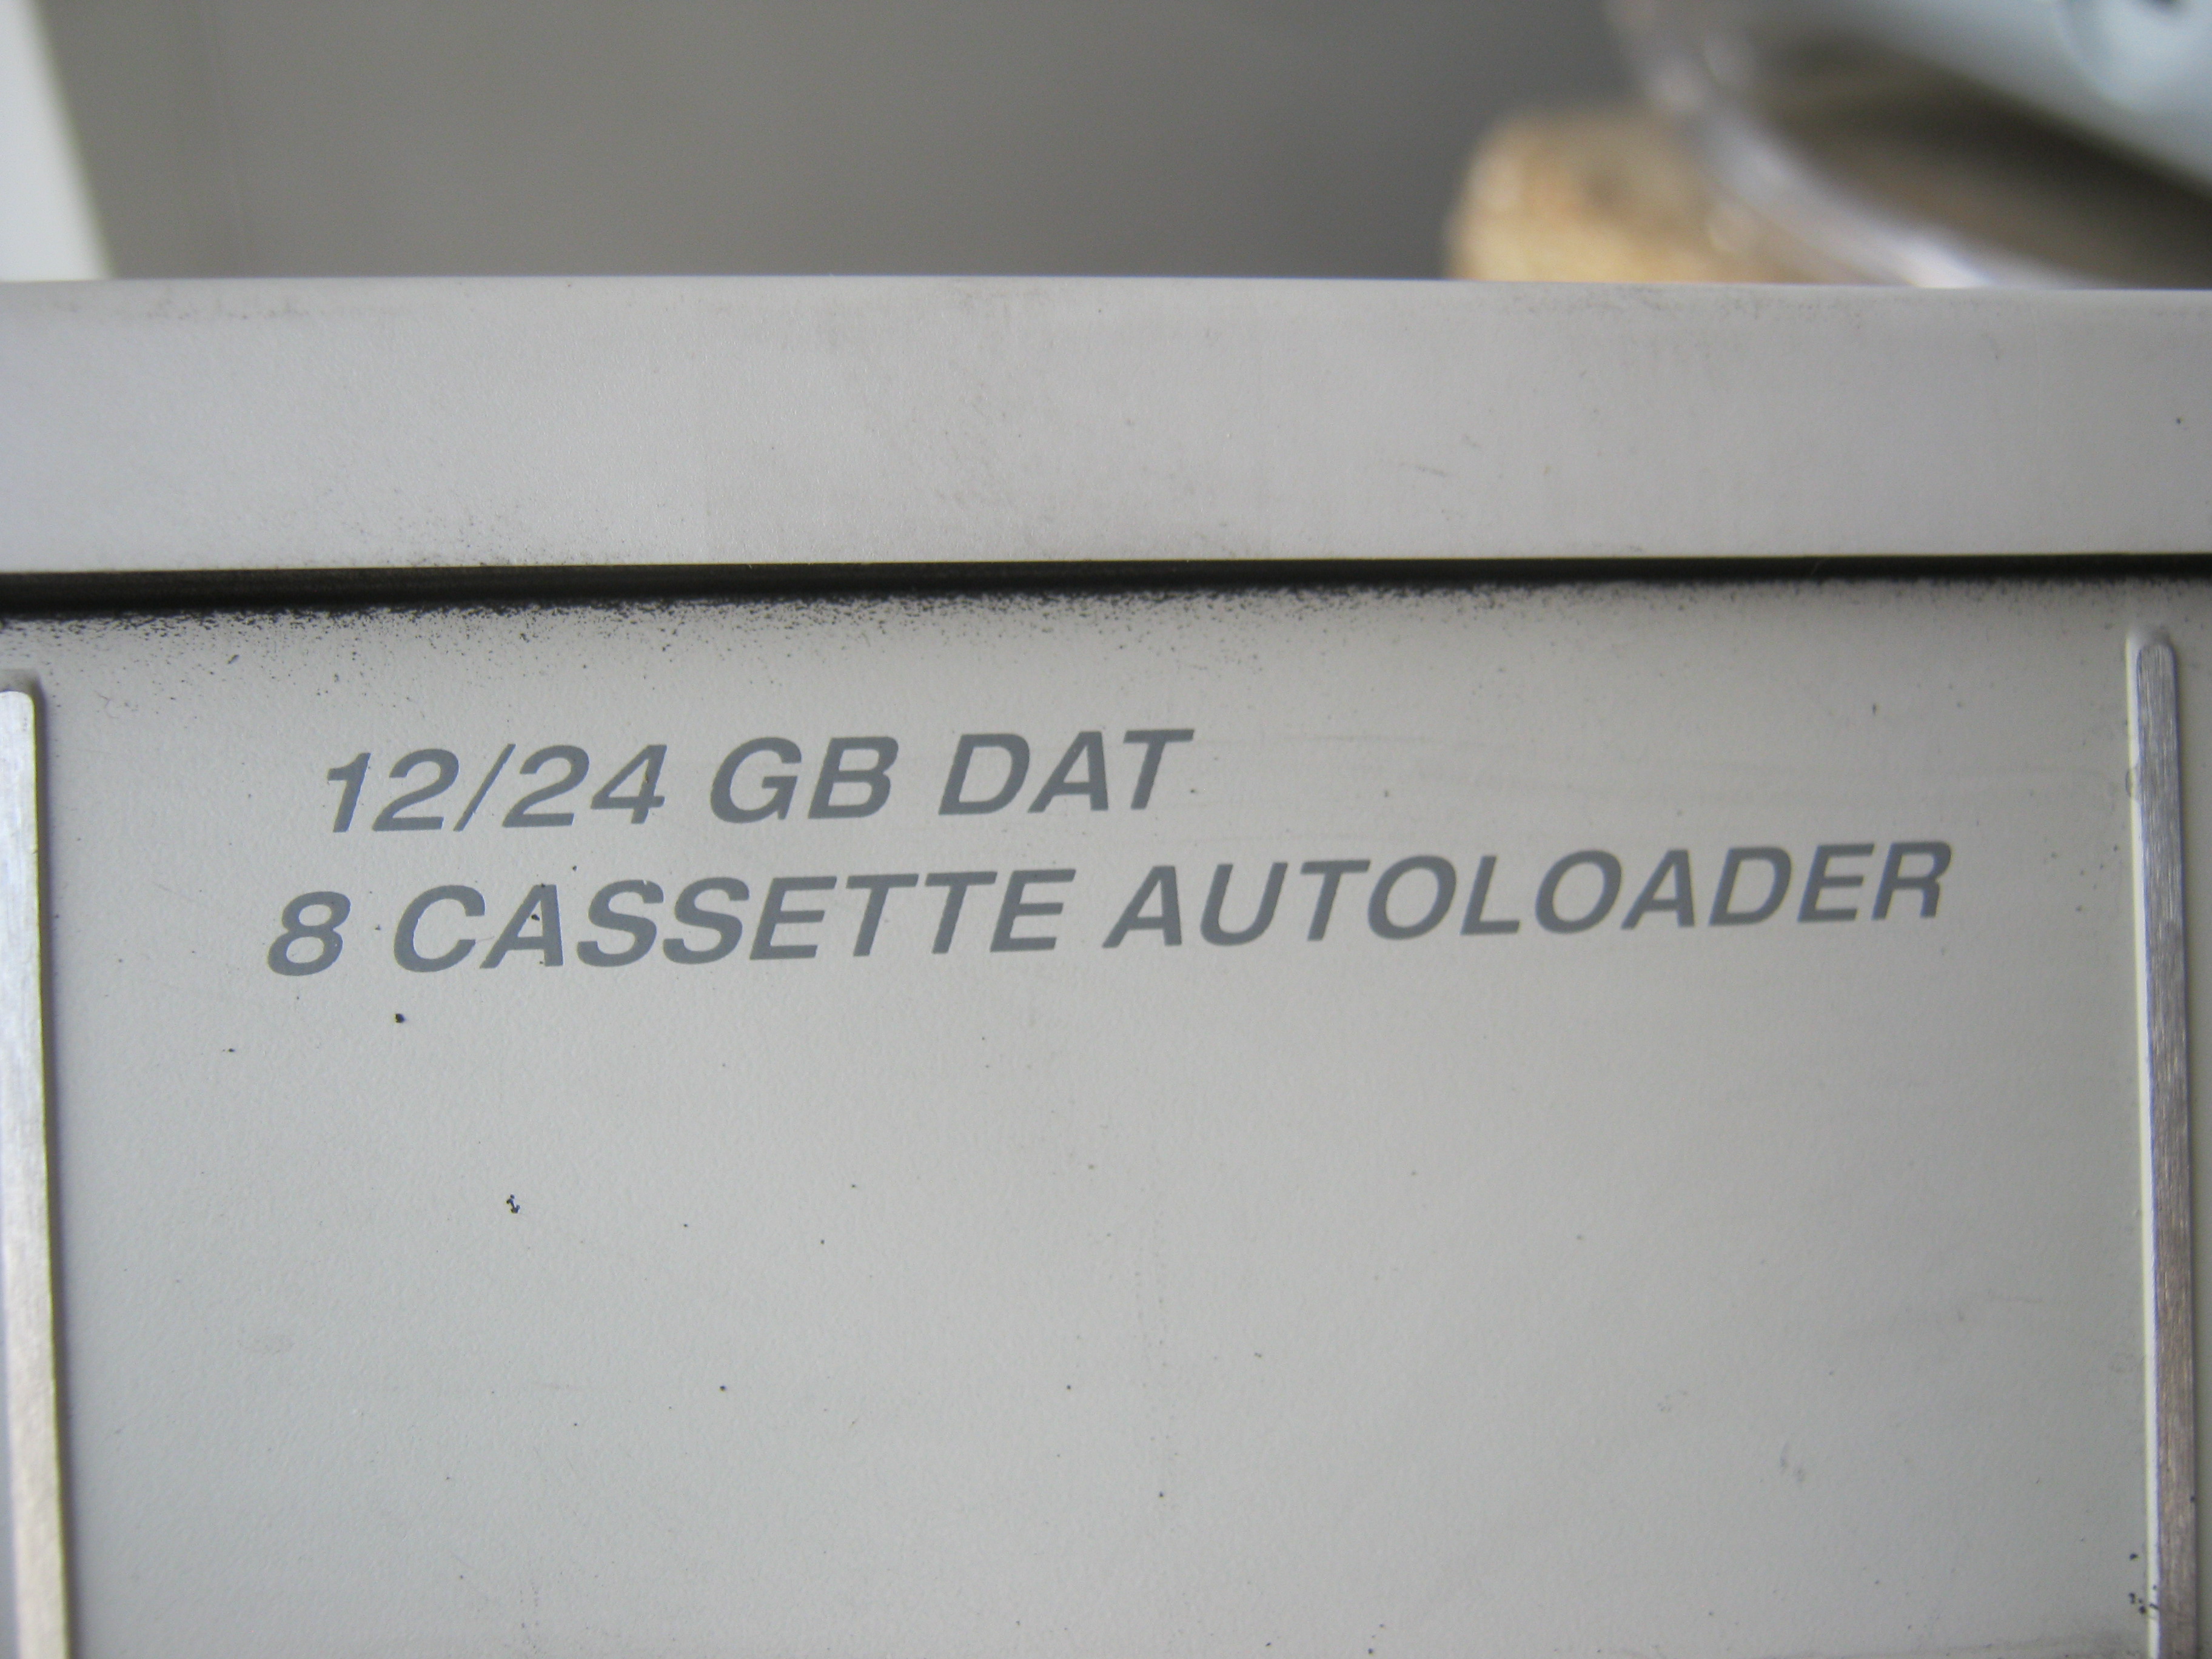 12/24 GB DAT
8 CASSETTE AUTOLOADER